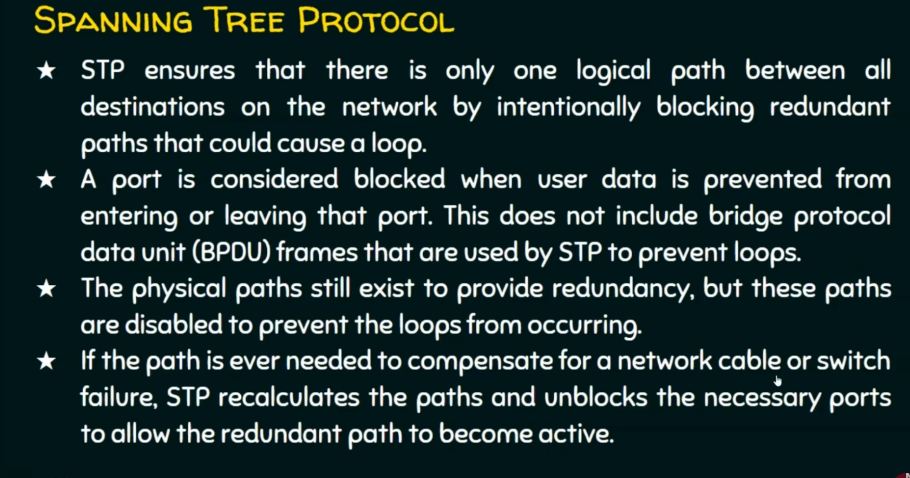 SPANNING TREE PROTOCOL
★ STP ensures that there is only one logical path between all
destinations on the network by intentionally blocking redundant
paths that could cause a loop.
★ A port is considered blocked when user data is prevented from
entering or leaving that port. This does not include bridge protocol
data unit (BPDU) frames that are used by STP to prevent loops.
★ The physical paths still exist to provide redundancy, but these paths
are disabled to prevent the loops from occurring.
★ If the path is ever needed to compensate for a network cable or switch
failure, STP recalculates the paths and unblocks the necessary ports
to allow the redundant path to become active.